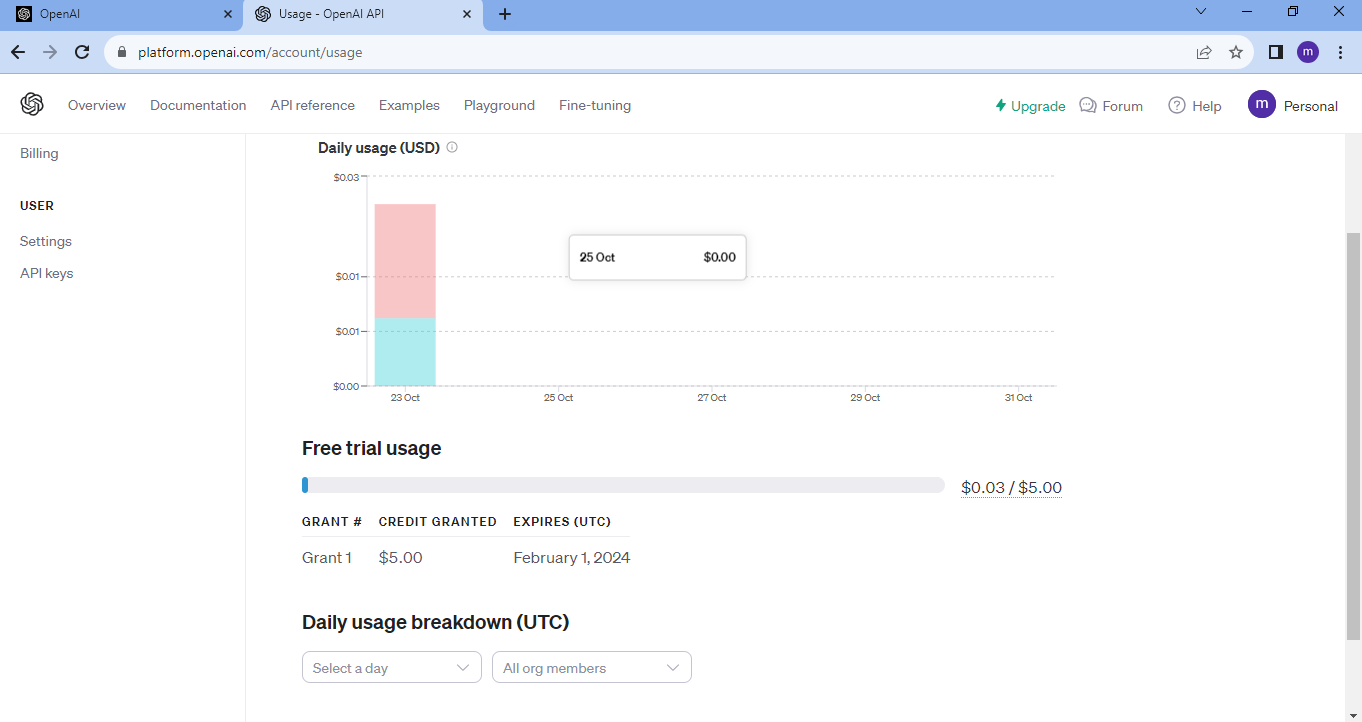 OpenAI
Usage - OpenAI API
platform.openai.com/account/usage
m
Overview Documentation API reference Examples Playground Fine-tuning
Upgrade Forum Help m Personal
Billing
USER
Settings
API keys
Daily usage (USD)
$0.03
$0.01
$0.01
$0.00
25 Oct $0.00
23 Oct 25 Oct 27 Oct 29 Oct 31 Oct
Free trial usage
$0.03 / $5.00
GRANT # CREDIT GRANTED EXPIRES (UTC)
Grant 1 $5.00 February 1, 2024
Daily usage breakdown (UTC)
Select a day All org members